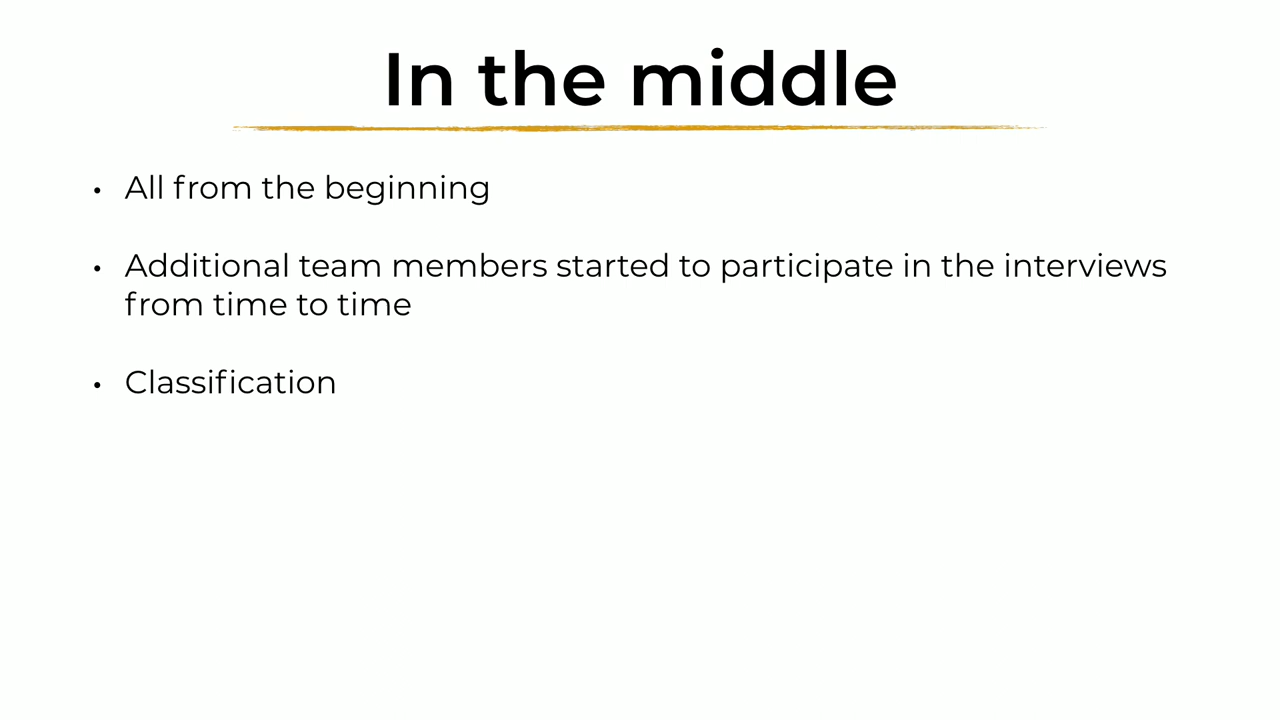 In the middle
• All from the beginning
• Additional team members started to participate in the interviews
from time to time
• Classification